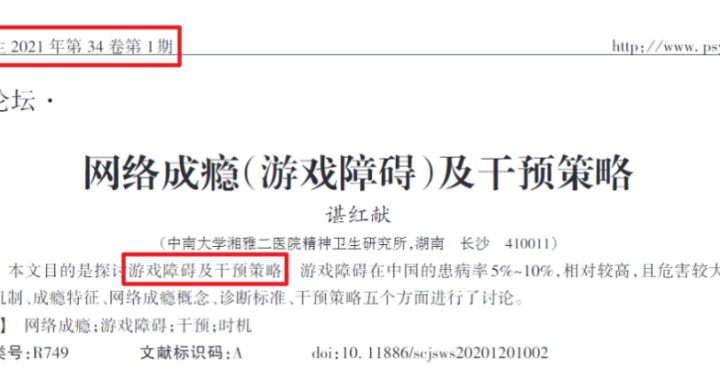 2021 年第 34 卷第 1 期
http://www.psy
论坛·
网络成瘾(游戏障碍)及干预策略
谌红献
(中南大学湘雅二医院精神卫生研究所,湖南 长沙 410011)
本文目的是探讨游戏障碍及干预策略 游戏障碍在中国的患病率5%~10%,相对较高,且危害较大
机制、成瘾特征、网络成瘾概念、诊断标准、干预策略五个方面进行了讨论。
】 网络成瘾;游戏障碍;干预;时机
类号:R749 文献标识码:A doi:10. 11886/scjsws20201201002